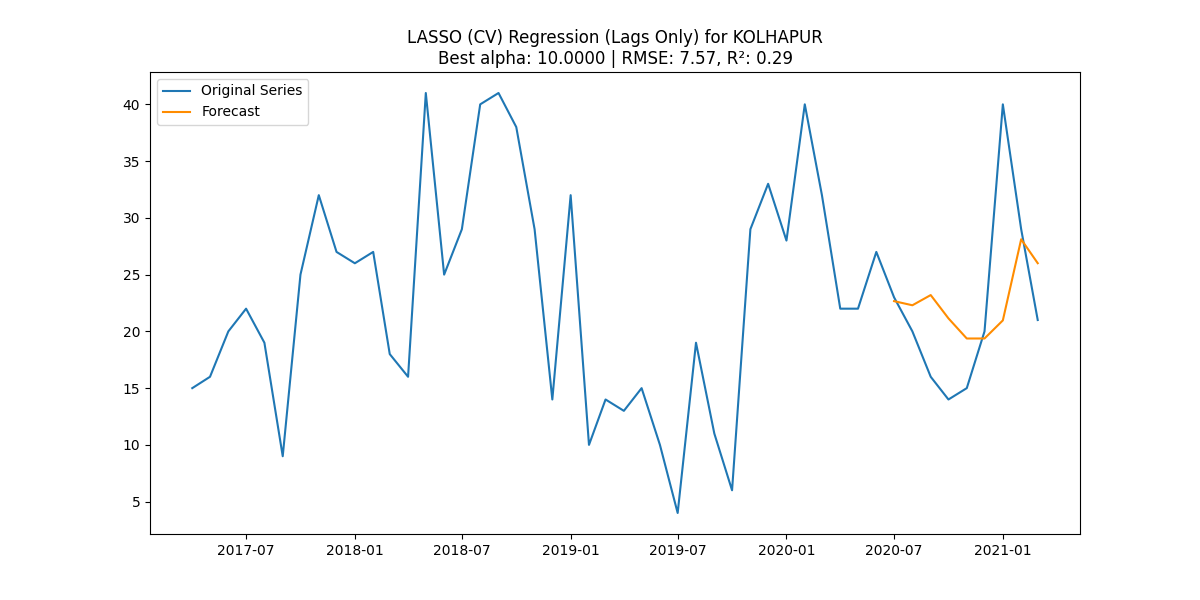 LASSO (CV) Regression (Lags Only) for KOLHAPUR
Best alpha: 10.0000 | RMSE: 7.57, R²: 0.29
Original Series
Forecast
40
35
30
25
20
15
10
5
2017-07 2018-01 2018-07 2019-01 2019-07 2020-01 2020-07 2021-01